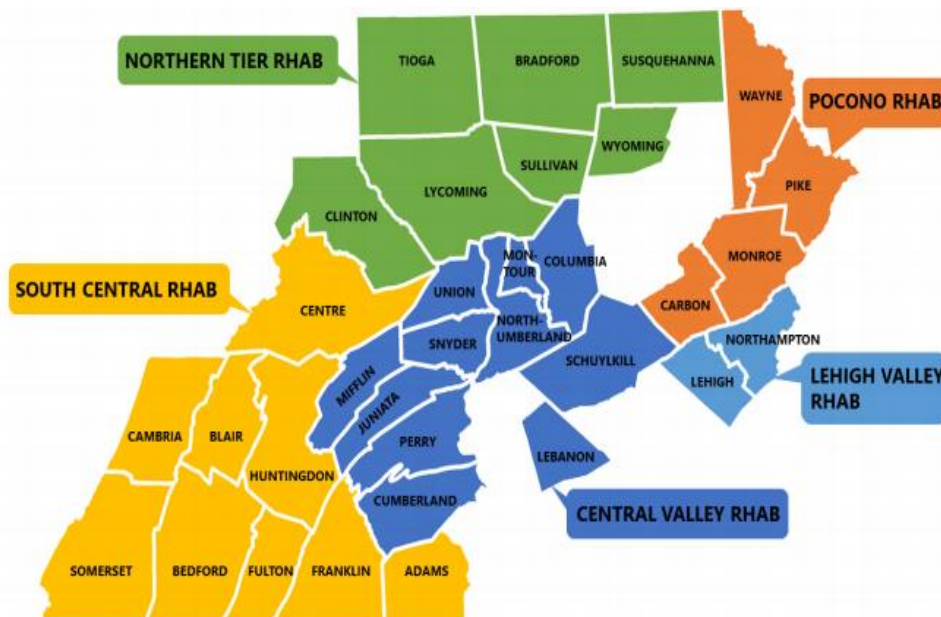 TIOGA
BRADFORD
SUSQUEHANNA
NORTHERN TIER RHAB
WAYNE
POCONO RHAB
WYOMING
SULLIVAN
LYCOMING
PIKE
CLINTON
MON-
TOUR
COLUMBIA
MONROE
SOUTH CENTRAL RHAB
UNION
CARBON
CENTRE
NORTH-
UMBERLAND
SNYDER
NORTHAMPTON
SCHUYLKILL
MIFFLIN
LEHIGH
LEHIGH VALLEY
RHAB
JUNIATA
CAMBRIA
BLAIR
PERRY
LEBANON
HUNTINGDON
CUMBERLAND
CENTRAL VALLEY RHAB
SOMERSET
BEDFORD
FULTON
FRANKLIN
ADAMS